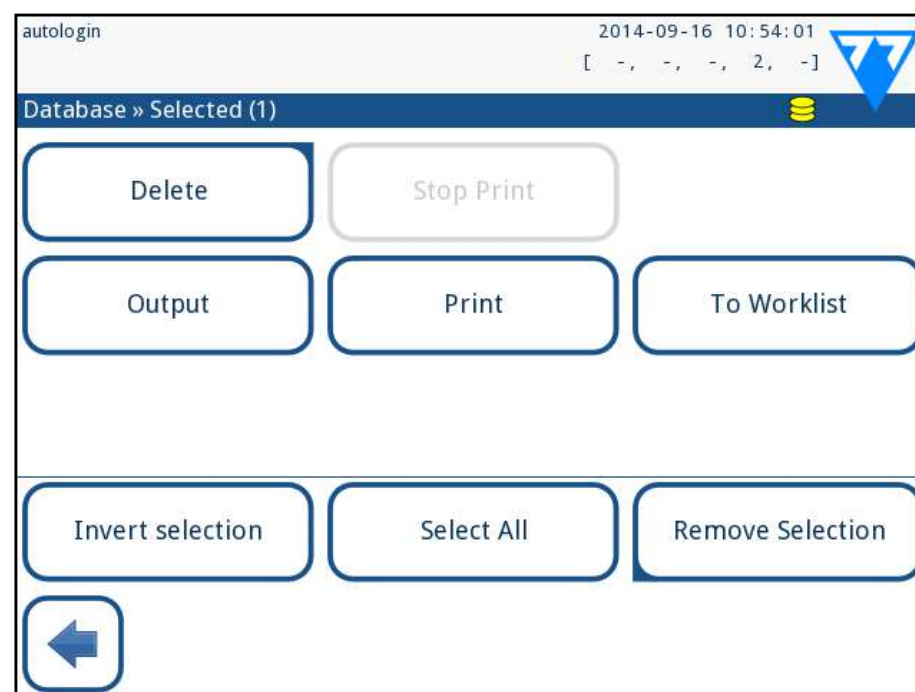 autologin
2014-09-16 10:54:01
[ -, -, -, 2, -]
Database » Selected (1)
Delete
Stop Print
Output
Print
To Worklist
Invert selection
Select All
Remove Selection